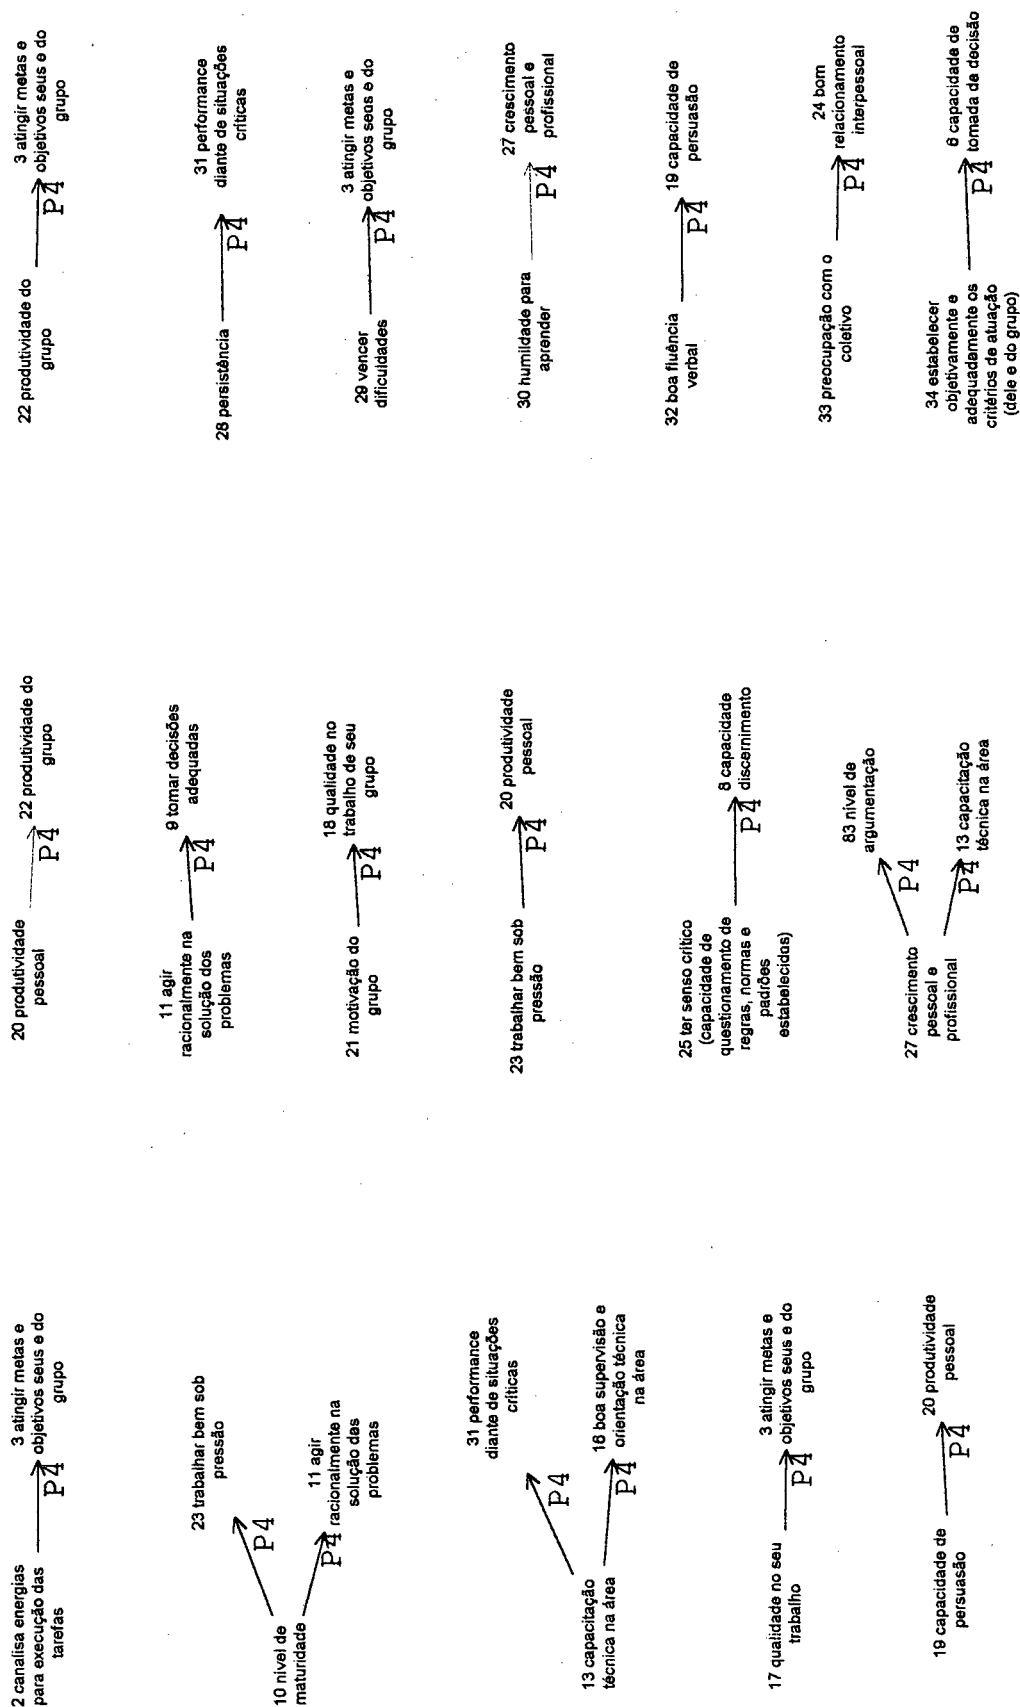 2 canalisa energias
para execução das
tarefas
P4
3 atingir metas e
objetivos seus e do
grupo
10 nivel de
maturidade
P4
23 trabalhar bem sob
pressão
P4
11 agir
racionalmente na
solução das
problemas
13 capacitação
técnica na área
P4
31 performance
diante de situações
críticas
P4
16 boa supervisão e
orientação técnica
na área
17 qualidade no seu
trabalho
P4
3 atingir metas e
objetivos seus e do
grupo
19 capacidade de
persuasão
P4
20 produtividade
pessoal
20 produtividade
pessoal
P4
22 produtividade do
grupo
11 agir
racionalmente na
solução dos
problemas
P4
9 tomar decisões
adequadas
21 motivação do
grupo
P4
18 qualidade no
trabalho de seu
grupo
23 trabalhar bem sob
pressão
P4
20 produtividade
pessoal
25 ter senso crítico
(capacidade de
questionamento de
regras, normas e
padrões
estabelecidos)
P4
8 capacidade
discernimento
27 crescimento
pessoal e
profissional
P4
83 nível de
argumentação
P4
13 capacitação
técnica na área
22 produtividade do
grupo
P4
3 atingir metas e
objetivos seus e do
grupo
28 persistência
P4
31 performance
diante de situações
críticas
29 vencer
dificuldades
P4
3 atingir metas e
objetivos seus e do
grupo
30 humildade para
aprender
P4
27 crescimento
pessoal e
profissional
32 boa fluência
verbal
P4
19 capacidade de
persuasão
33 preocupação com o
coletivo
P4
24 bom
relacionamento
interpessoal
34 estabelecer
objetivamente e
adequademente os
critérios de atuação
(dele e do grupo)
P4
6 capacidade de
tomada de decisão